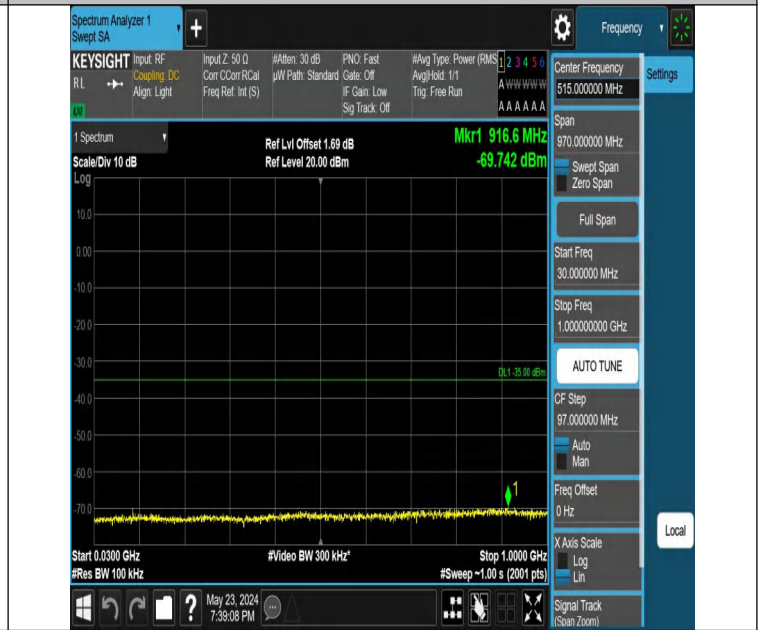 Spectrum Analyzer 1
Swept SA
+
Frequency
KEYSIGHT
RL
Input: RF
Coupling: DC
Align: Light
Input Z: 50 Ω
Corr CCorr RCal
Freq Ref: Int (S)
#Atten: 30 dB
µW Path: Standard
PNO: Fast
Gate: Off
IF Gain: Low
Sig Track: Off
#Avg Type: Power (RMS
Avg|Hold: 1/1
Trig: Free Run
1 2 3 4 5 6
A W W W W W
A A A A A A
LXI
1 Spectrum
Scale/Div 10 dB
Log
Ref Lvl Offset 1.69 dB
Ref Level 20.00 dBm
Mkr1 916.6 MHz
-69.742 dBm
10.0
0.00
-10.0
-20.0
-30.0
DL1 -35.00 dBm
-40.0
-50.0
-60.0
1
-70.0
Start 0.0300 GHz
#Res BW 100 kHz
#Video BW 300 kHz*
Stop 1.0000 GHz
#Sweep ~1.00 s (2001 pts)
?
May 23, 2024
7:39:08 PM
Center Frequency
515.000000 MHz
Settings
Span
970.000000 MHz
Swept Span
Zero Span
Full Span
Start Freq
30.000000 MHz
Stop Freq
1.000000000 GHz
AUTO TUNE
CF Step
97.000000 MHz
Auto
Man
Freq Offset
0 Hz
Local
X Axis Scale
Log
Lin
Signal Track
(Span Zoom)